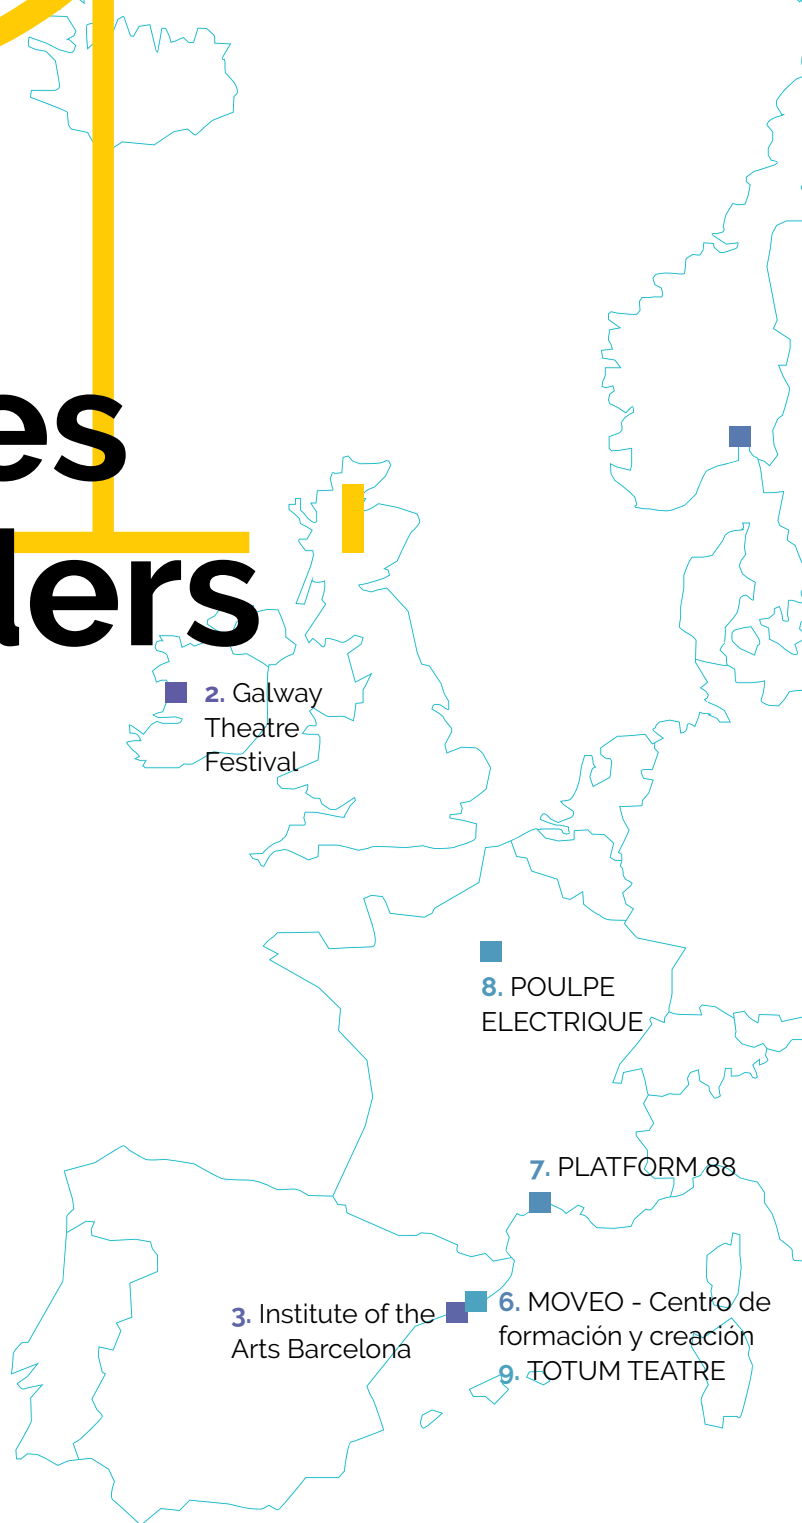 es
lers
2. Galway
Theatre
Festival
8. POULPE
ELECTRIQUE
7. PLATFORM 88
3. Institute of the
Arts Barcelona
6. MOVEO - Centro de
formación y creación
9. TOTUM TEATRE